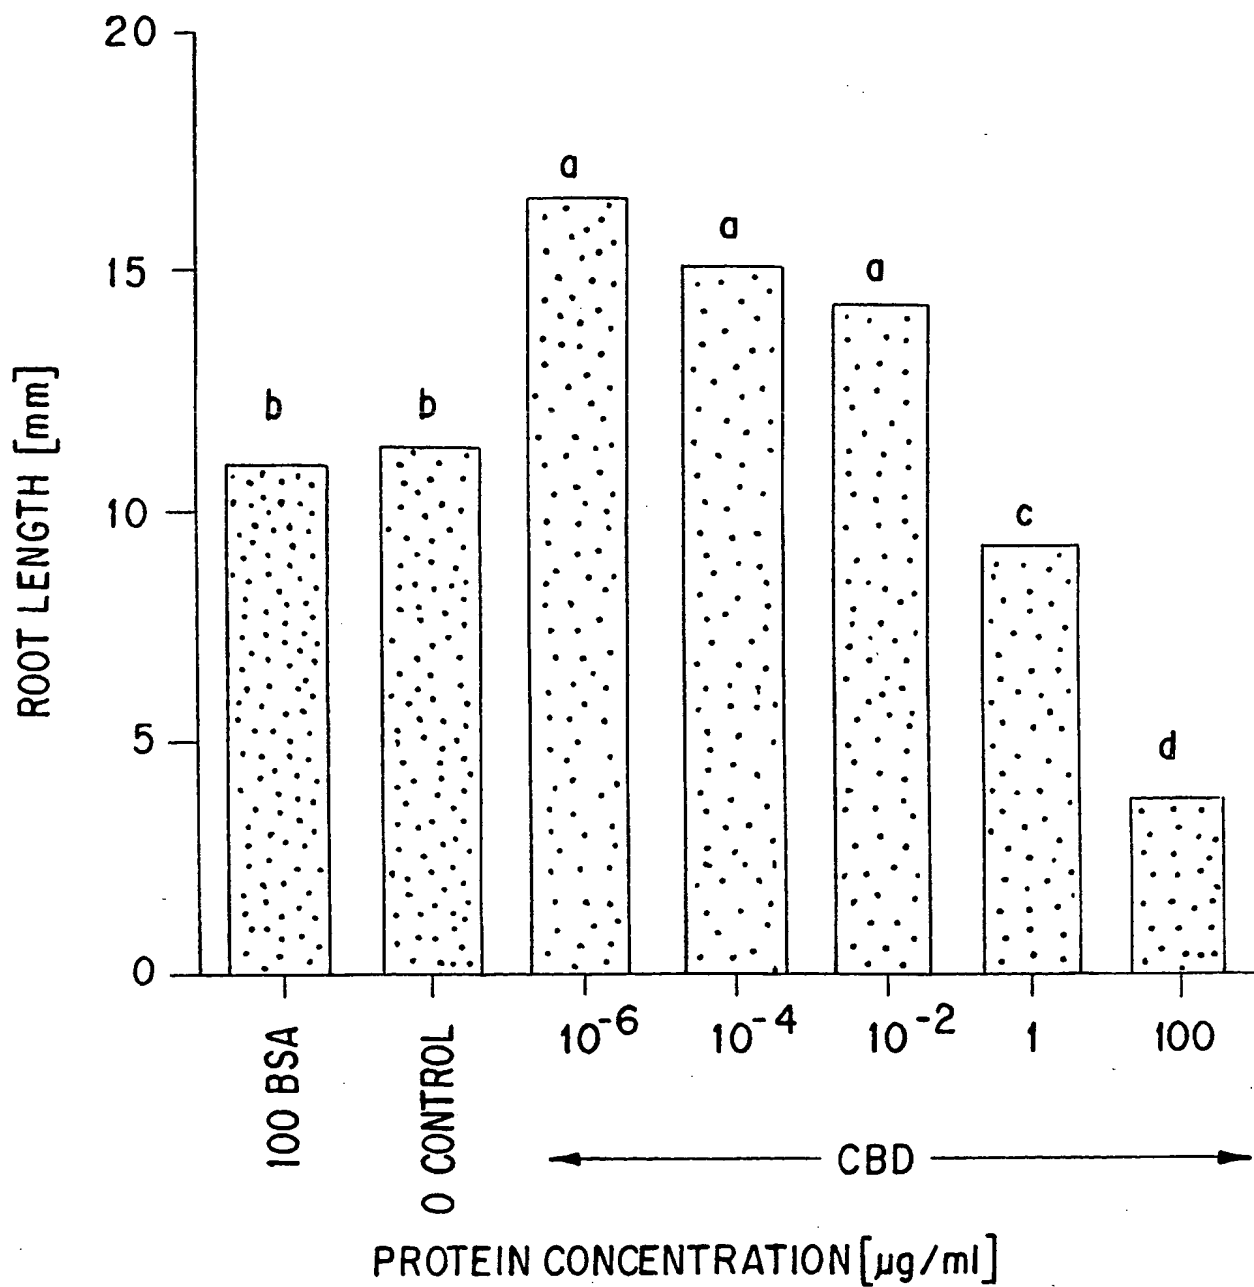 20
15
10
5
0
ROOT LENGTH [mm]
b
b
a
a
a
c
d
100 BSA
0 CONTROL
10⁻⁶
10⁻⁴
10⁻²
1
100
CBD
PROTEIN CONCENTRATION [µg/ml]